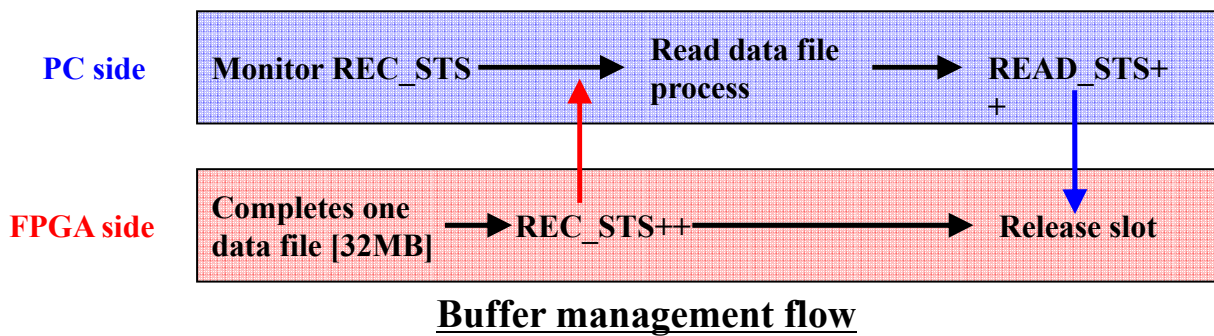 PC side
Monitor REC_STS
Read data file
process
READ_STS+
+
FPGA side
Completes one
data file [32MB]
REC_STS++
Release slot
Buffer management flow